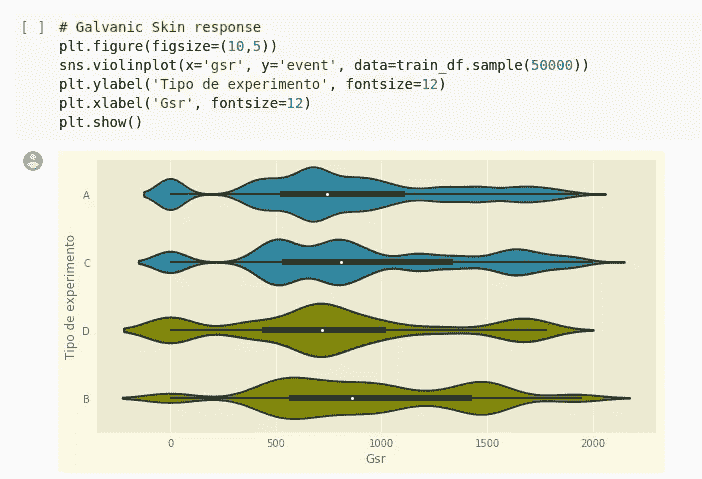 [ ] # Galvanic Skin response
plt.figure(figsize=(10,5))
sns.violinplot(x='gsr', y='event', data=train_df.sample(50000))
plt.ylabel('Tipo de experimento', fontsize=12)
plt.xlabel('Gsr', fontsize=12)
plt.show()
Tipo de experimento
A
C
D
B
0 500 1000 1500 2000
Gsr